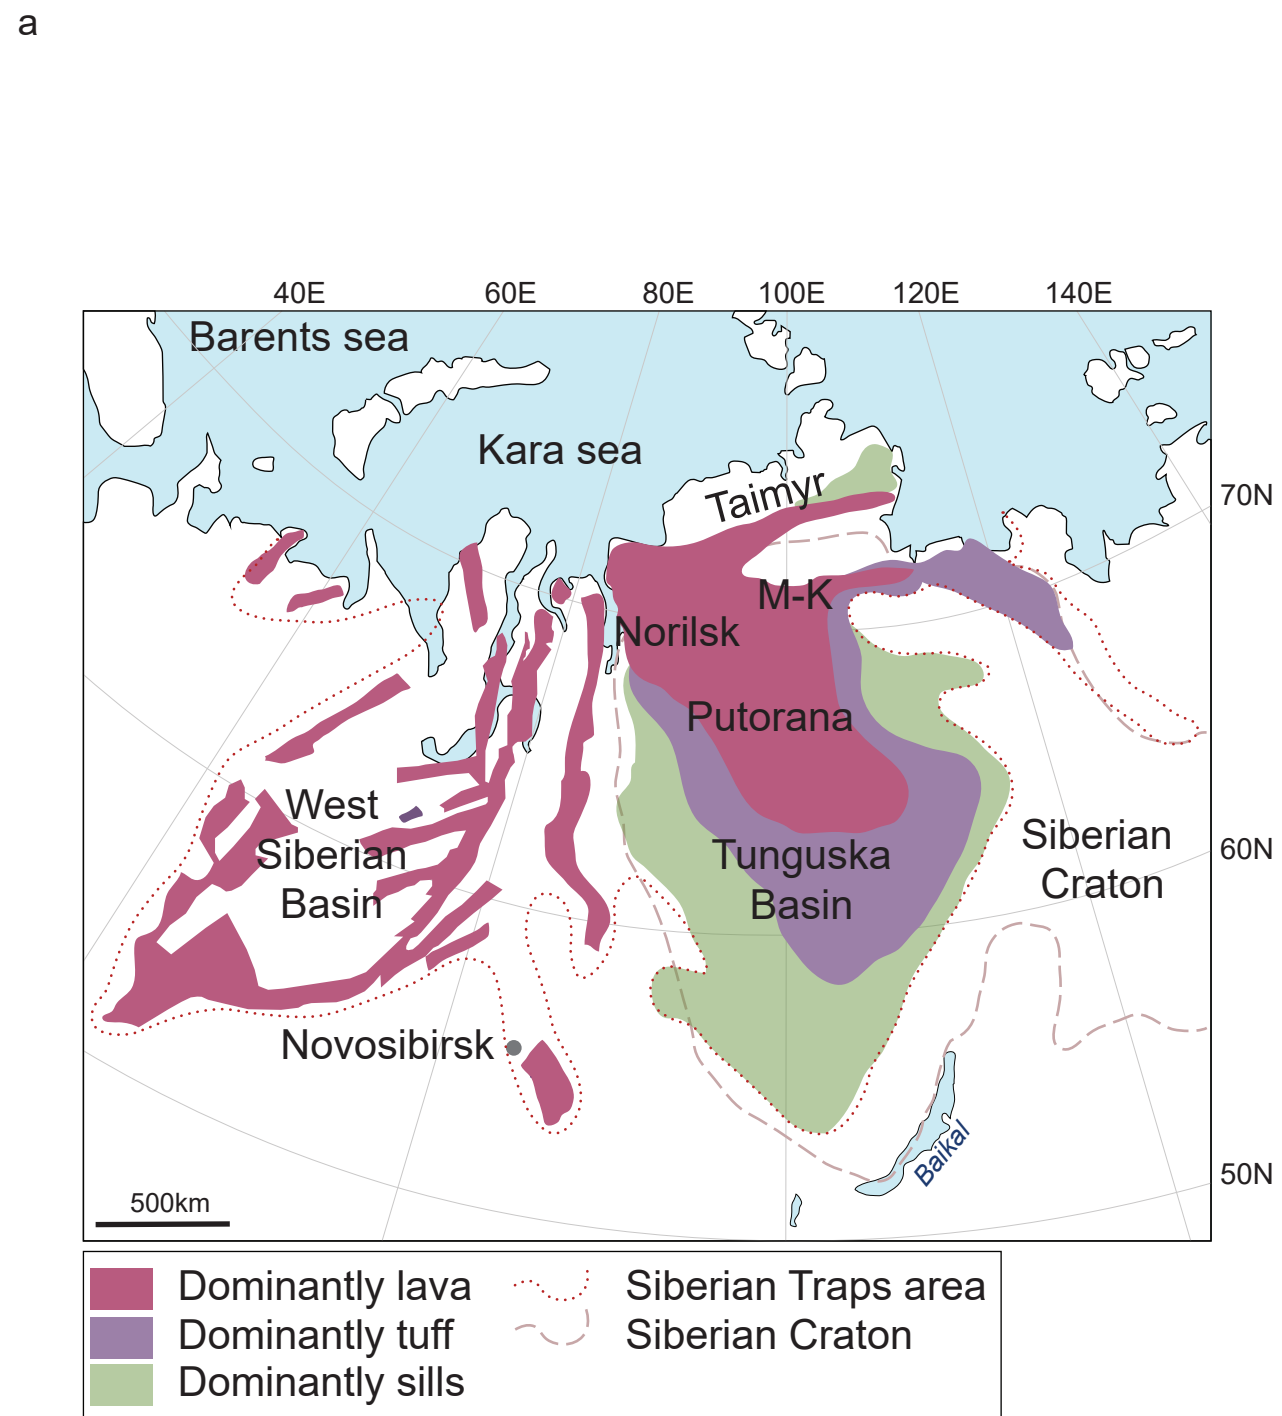 a
40E 60E 80E 100E 120E 140E
Barents sea
Kara sea
Taimyr
70N
M-K
Norilsk
Putorana
West
Siberian
Basin
Tunguska
Basin
Siberian
Craton
60N
Novosibirsk
Baikal
50N
500km
Dominantly lava
Dominantly tuff
Dominantly sills
Siberian Traps area
Siberian Craton